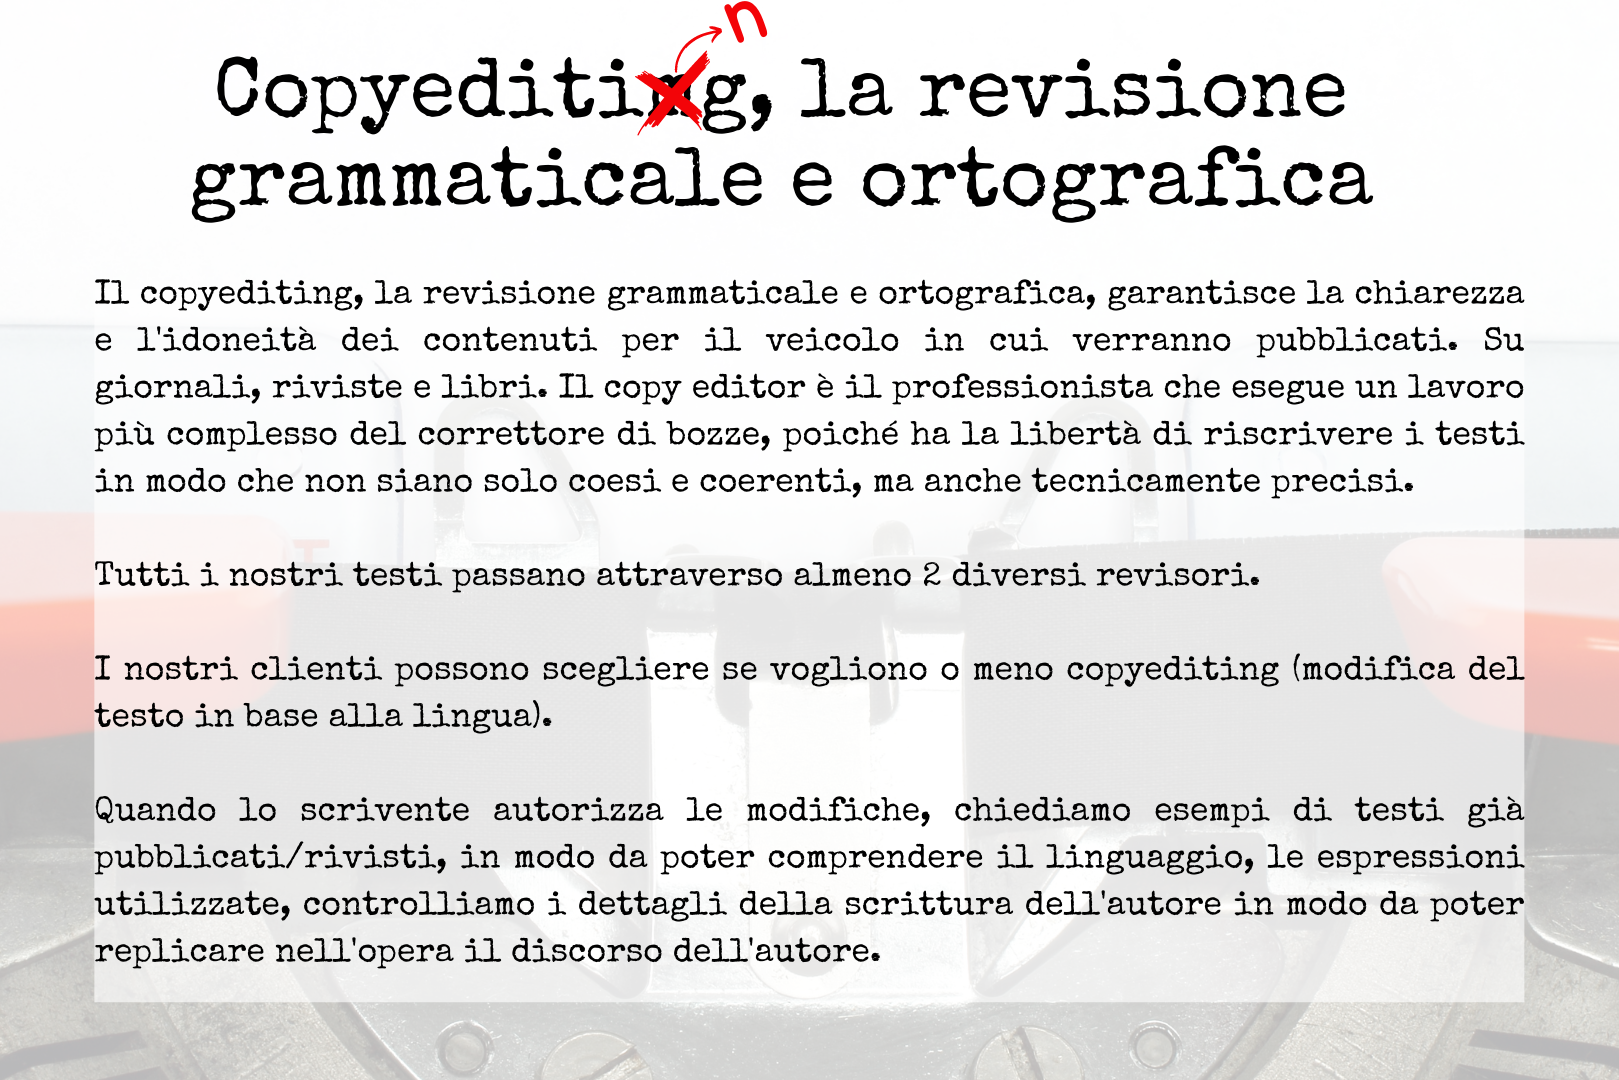 n
Copyediting, la revisione
grammaticale e ortografica
Il copyediting, la revisione grammaticale e ortografica, garantisce la chiarezza
e l'idoneità dei contenuti per il veicolo in cui verranno pubblicati. Su
giornali, riviste e libri. Il copy editor è il professionista che esegue un lavoro
più complesso del correttore di bozze, poiché ha la libertà di riscrivere i testi
in modo che non siano solo coesi e coerenti, ma anche tecnicamente precisi.
Tutti i nostri testi passano attraverso almeno 2 diversi revisori.
I nostri clienti possono scegliere se vogliono o meno copyediting (modifica del
testo in base alla lingua).
Quando lo scrivente autorizza le modifiche, chiediamo esempi di testi già
pubblicati/rivisti, in modo da poter comprendere il linguaggio, le espressioni
utilizzate, controlliamo i dettagli della scrittura dell'autore in modo da poter
replicare nell'opera il discorso dell'autore.